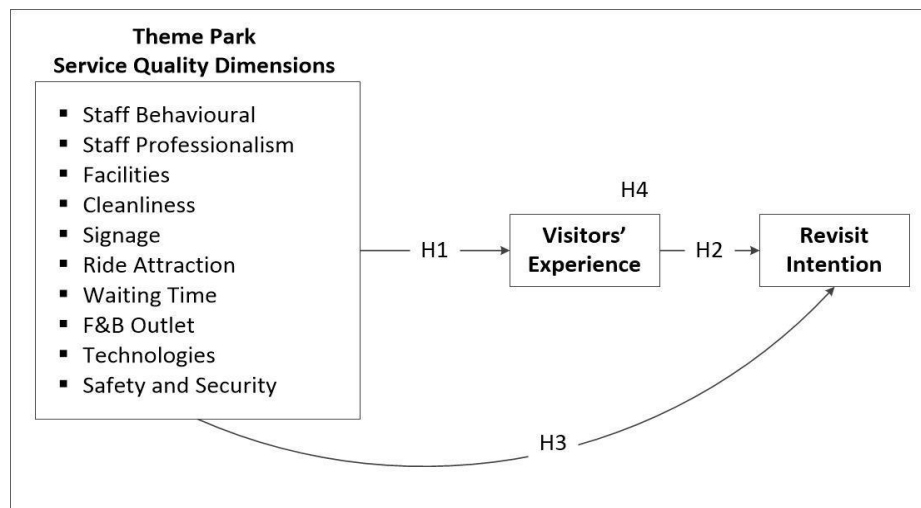 Theme Park
Service Quality Dimensions
▪ Staff Behavioural
▪ Staff Professionalism
▪ Facilities
▪ Cleanliness
▪ Signage
▪ Ride Attraction
▪ Waiting Time
▪ F&B Outlet
▪ Technologies
▪ Safety and Security
H1
Visitors’
Experience
H4
H2
Revisit
Intention
H3